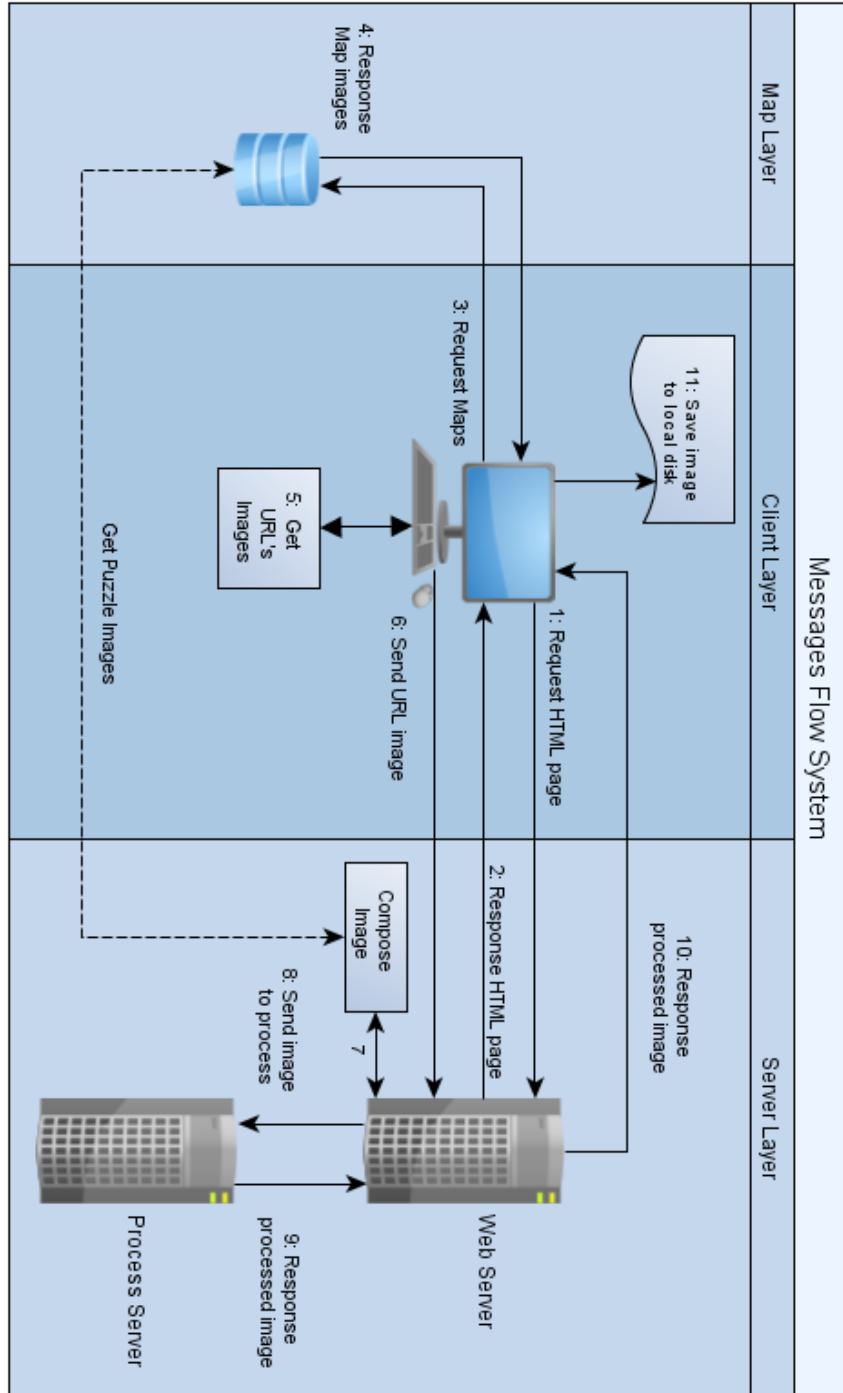 Messages Flow System
Map Layer
Client Layer
Server Layer
4: Response
Map images
3: Request Maps
11: Save image
to local disk
5: Get
URL's
Images
1: Request HTML page
6: Send URL image
2: Response HTML page
10: Response
processed image
Get Puzzle Images
Compose
Image
7
8: Send image
to process
9: Response
processed image
Web Server
Process Server